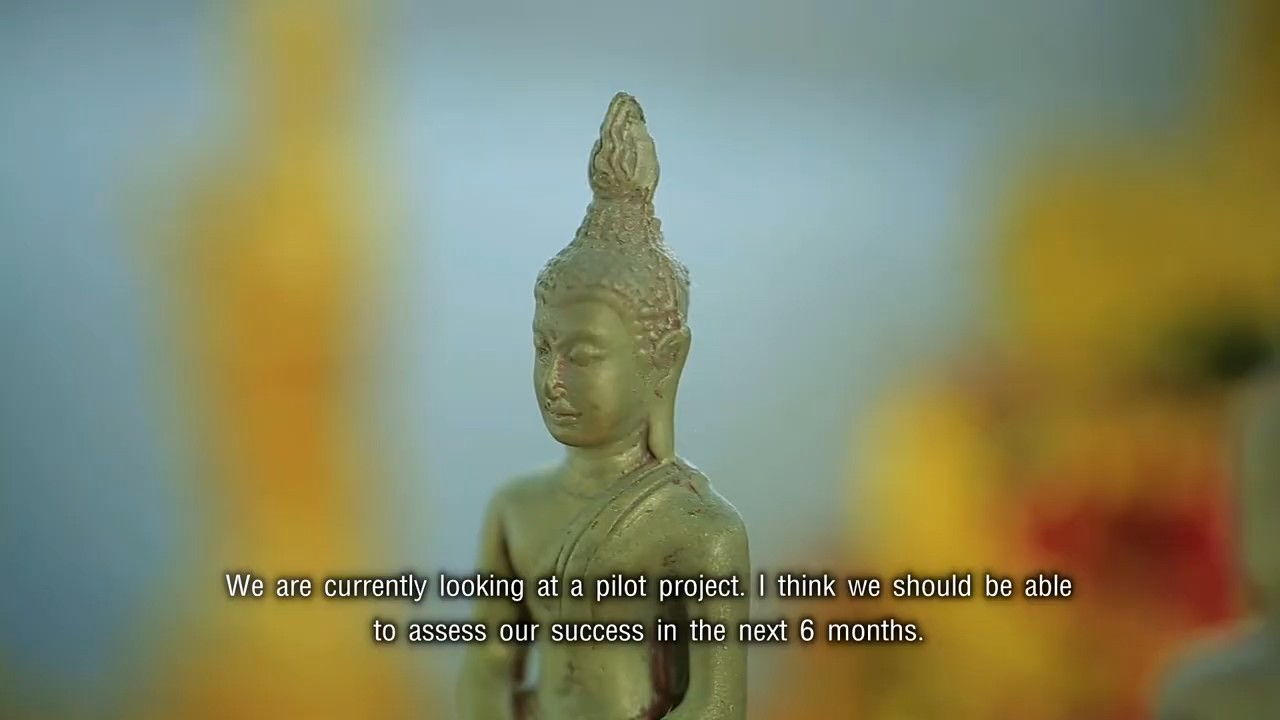 We are currently looking at a pilot project. I think we should be able
to assess our success in the next 6 months.